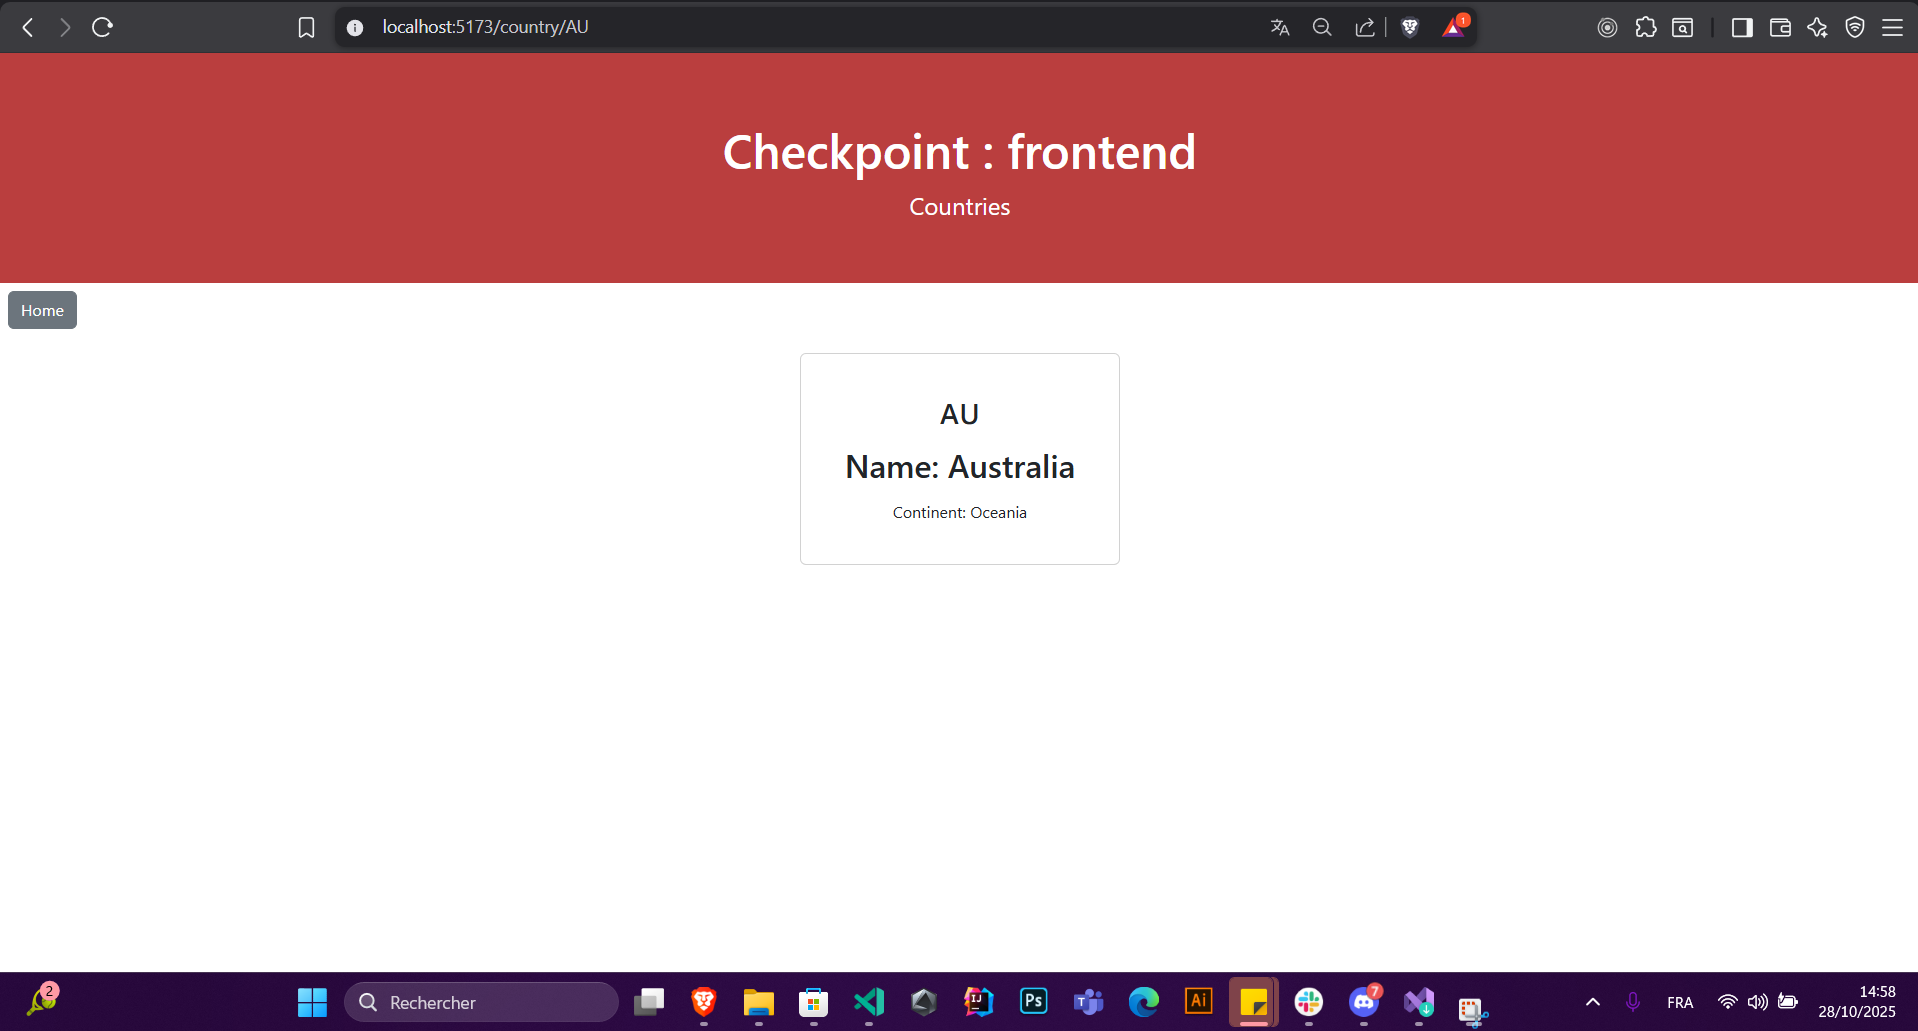 localhost:5173/country/AU
1
Checkpoint : frontend
Countries
Home
AU
Name: Australia
Continent: Oceania
2
Rechercher
IJ
Ps
T
Ai
7
FRA
14:58
28/10/2025